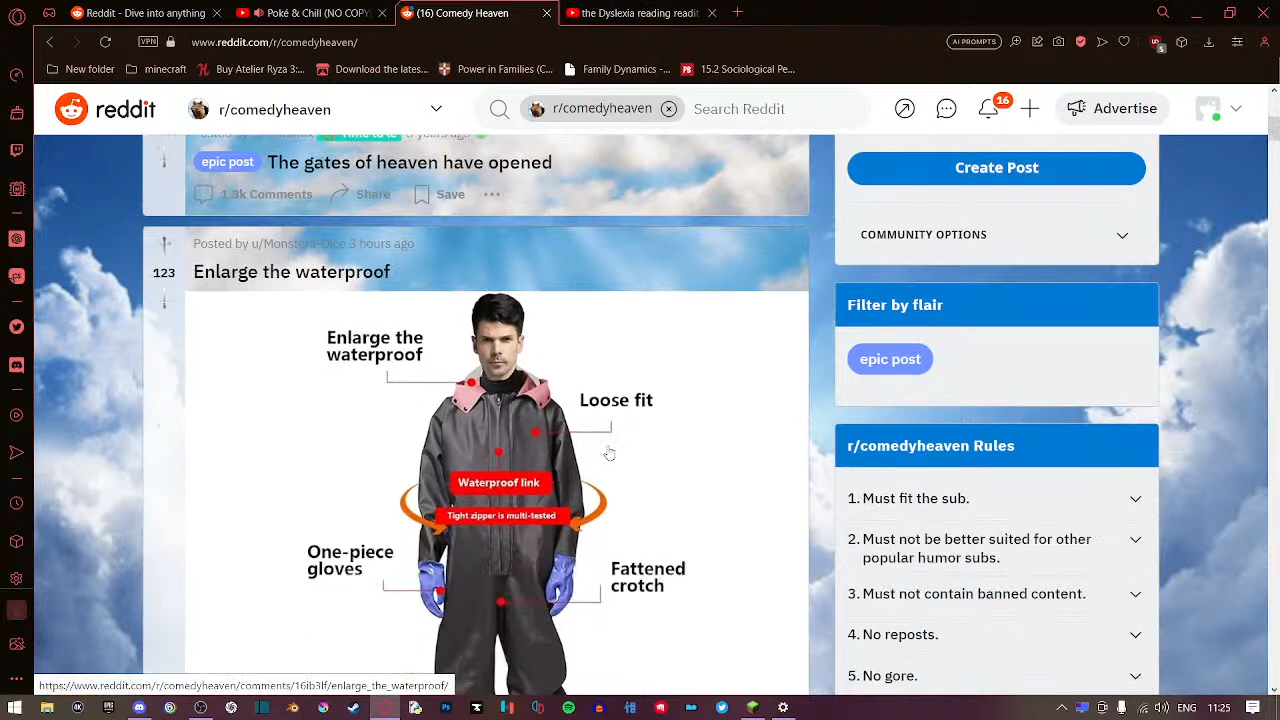 Reddit - Dive into anything
Poké & Chill (NO COPY
(16) Comedy Heaven
the Dyslexia reading redit
VPN
www.reddit.com/r/comedyheaven/
AI PROMPTS
5
New folder
minecraft
Buy Atelier Ryza 3:...
Download the lates...
Power in Families (C...
Family Dynamics -...
15.2 Sociological Pe...
reddit
r/comedyheaven
r/comedyheaven
Search Reddit
16
Advertise
epic post
The gates of heaven have opened
1.3k Comments
Share
Save
Create Post
COMMUNITY OPTIONS
Posted by 3 hours ago
123
Enlarge the waterproof
Enlarge the
waterproof
Loose fit
Waterproof link
Tight zipper is multi-tested
One-piece
gloves
Fattened
crotch
Filter by flair
epic post
r/comedyheaven Rules
1. Must fit the sub.
2. Must not be better suited for other
popular humor subs.
3. Must not contain banned content.
4. No reposts.
5. No gore.
https://www.reddit.com/r/comedyheaven/comments/16ib3lf/enlarge_the_waterproof/
ENG
11:25